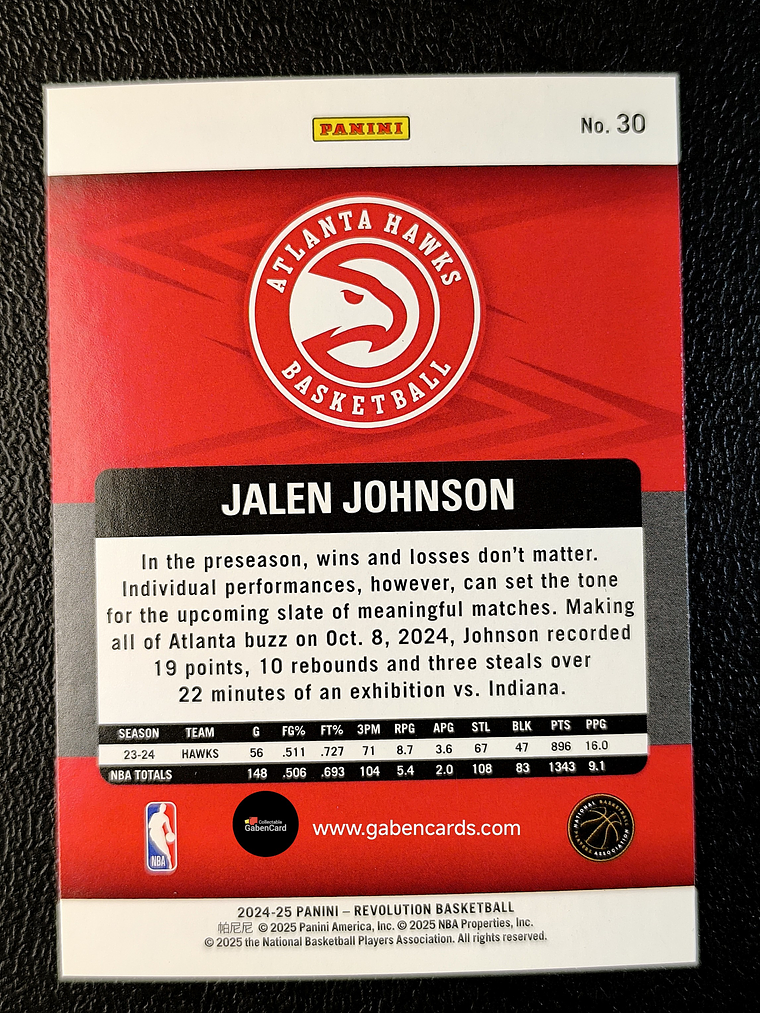 PANINI
No. 30
ATLANTA HAWKS
BASKETBALL
JALEN JOHNSON
In the preseason, wins and losses don't matter.
Individual performances, however, can set the tone
for the upcoming slate of meaningful matches. Making
all of Atlanta buzz on Oct. 8, 2024, Johnson recorded
19 points, 10 rebounds and three steals over
22 minutes of an exhibition vs. Indiana.
SEASON TEAM G FG% FT% 3PM RPG APG STL BLK PTS PPG
23-24 HAWKS 56 .511 .727 71 8.7 3.6 67 47 896 16.0
NBA TOTALS 148 .506 .693 104 5.4 2.0 108 83 1343 9.1
NBA
Collectable
GabenCard
www.gabencards.com
NATIONAL BASKETBALL
PLAYERS ASSOCIATION
2024-25 PANINI – REVOLUTION BASKETBALL
帕尼尼 © 2025 Panini America, Inc. © 2025 NBA Properties, Inc.
© 2025 the National Basketball Players Association. All rights reserved.